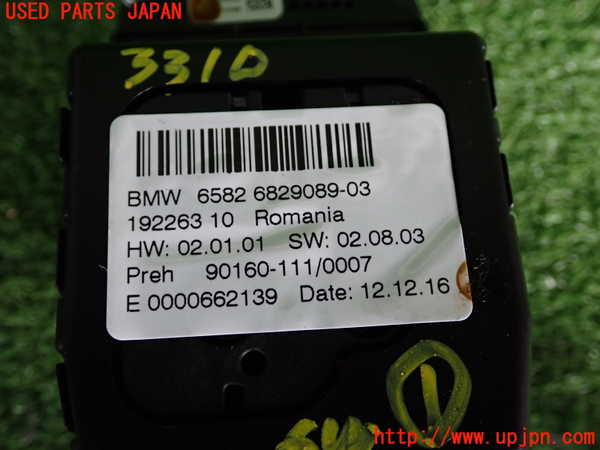 USED PARTS JAPAN
3310
BMW 6582 6829089-03
192263 10 Romania
HW: 02.01.01 SW: 02.08.03
Preh 90160-111/0007
E 0000662139 Date: 12.12.16
http://www.upjpn.com/